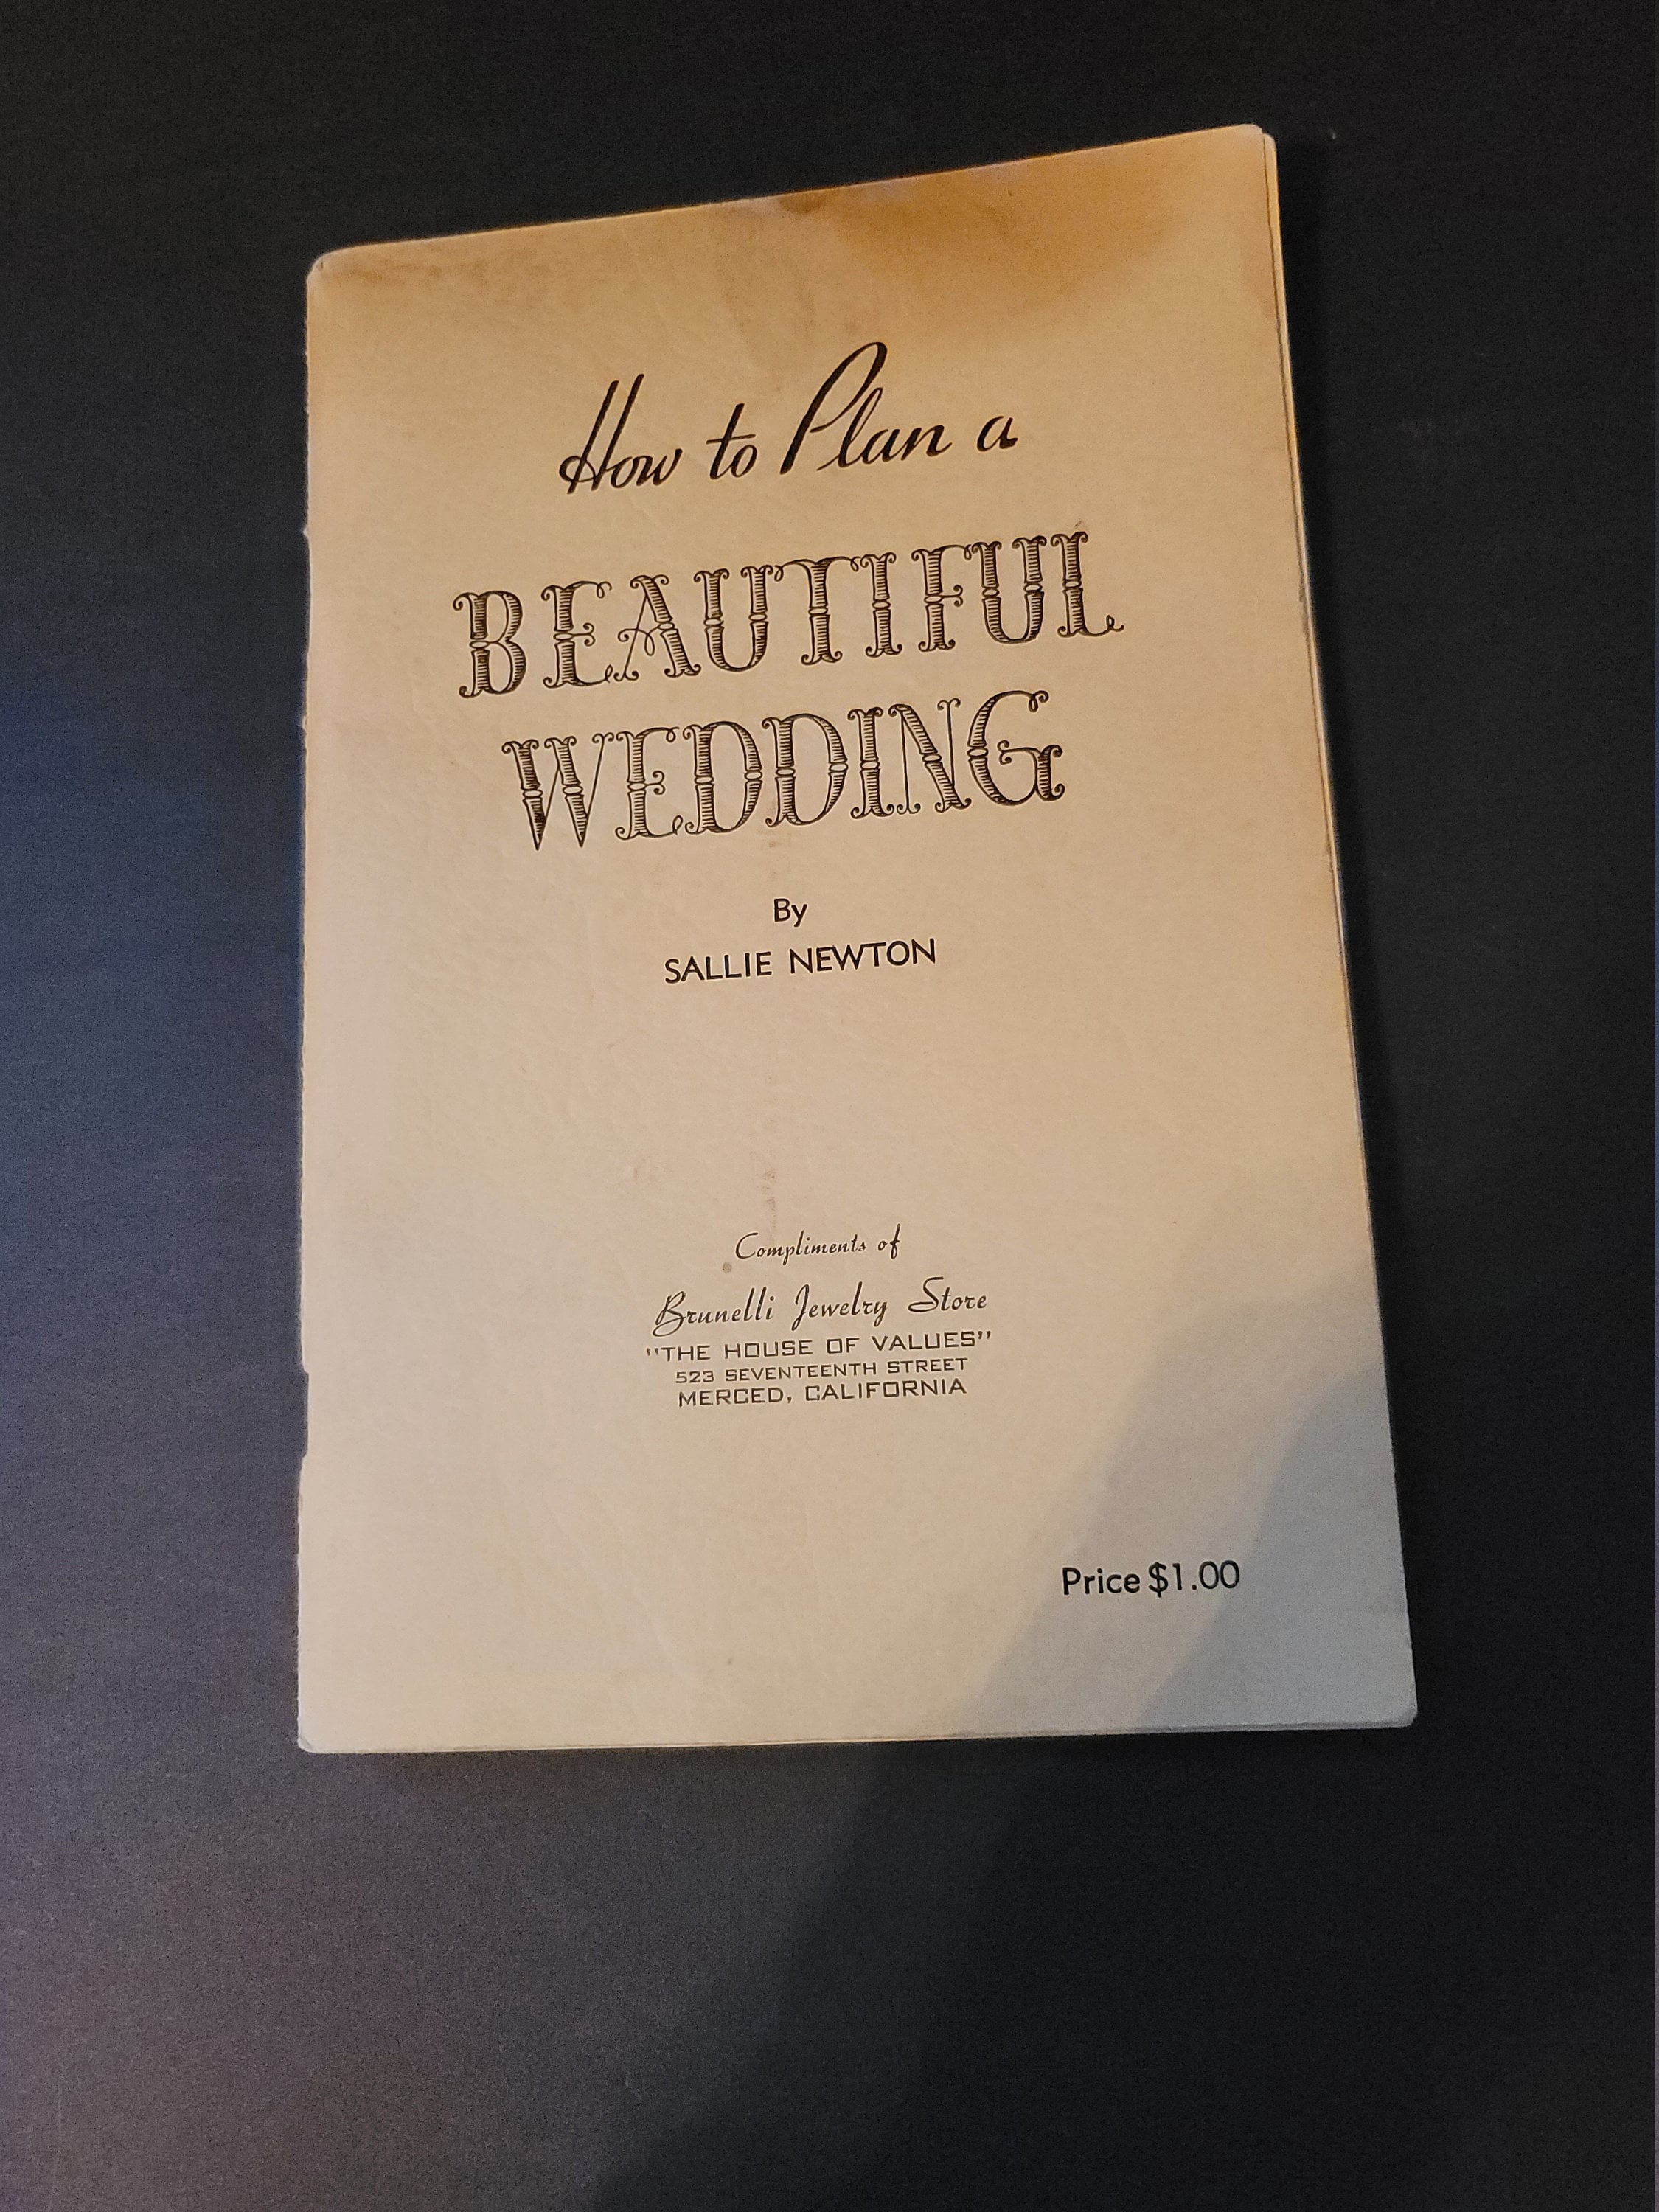 How to Plan a
BEAUTIFUL
WEDDING
By
SALLIE NEWTON
Compliments of
Brunelli Jewelry Store
"THE HOUSE OF VALUES"
523 SEVENTEENTH STREET
MERCED, CALIFORNIA
Price $1.00